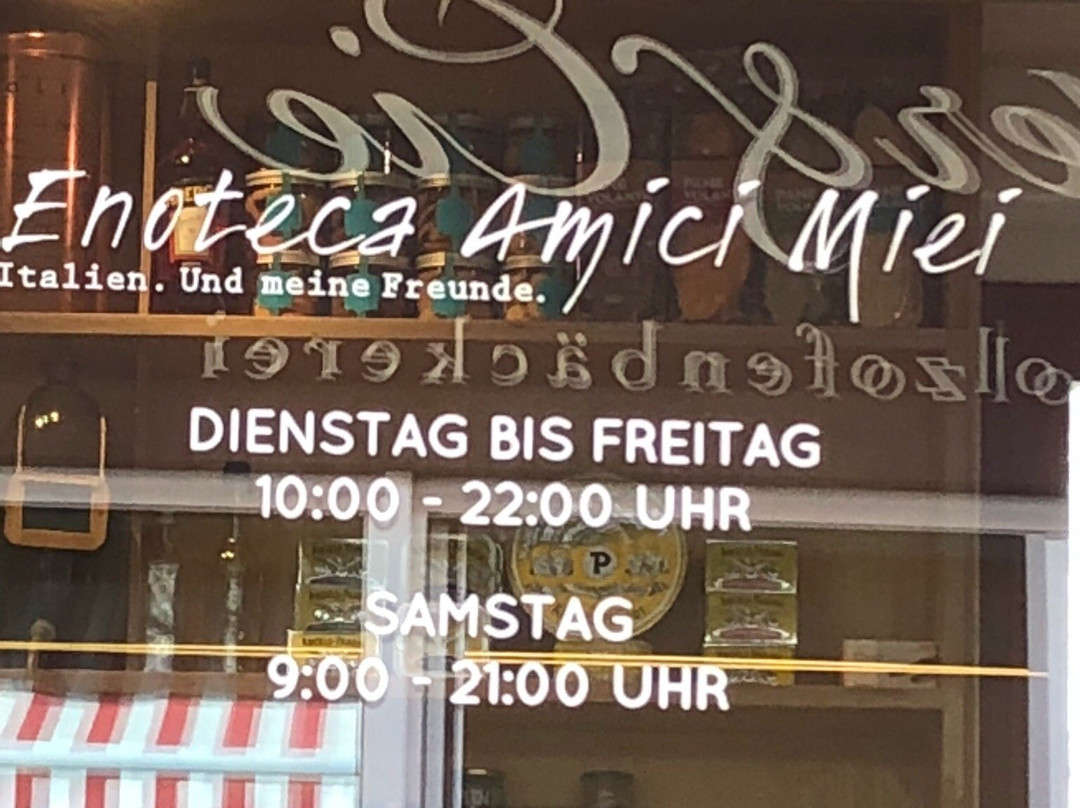 Enoteca Amici Miei
Italien. Und meine Freunde.
olzofenbäckerei
DIENSTAG BIS FREITAG
10:00 - 22:00 UHR
P
SAMSTAG
9:00 - 21:00 UHR